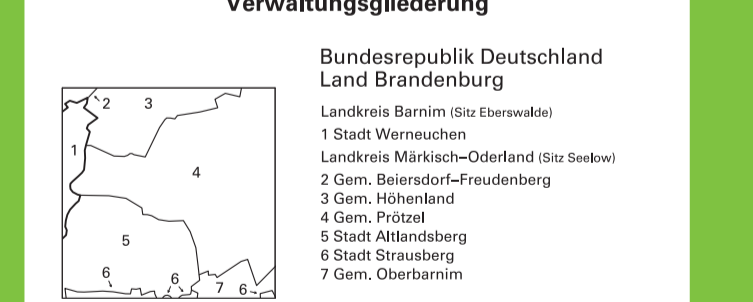 Verwaltungsgliederung
Bundesrepublik Deutschland
Land Brandenburg
Landkreis Barnim (Sitz Eberswalde)
1 Stadt Werneuchen
Landkreis Märkisch–Oderland (Sitz Seelow)
2 Gem. Beiersdorf–Freudenberg
3 Gem. Höhenland
4 Gem. Prötzel
5 Stadt Altlandsberg
6 Stadt Strausberg
7 Gem. Oberbarnim
2 3
1
4
5
6 6 7 6